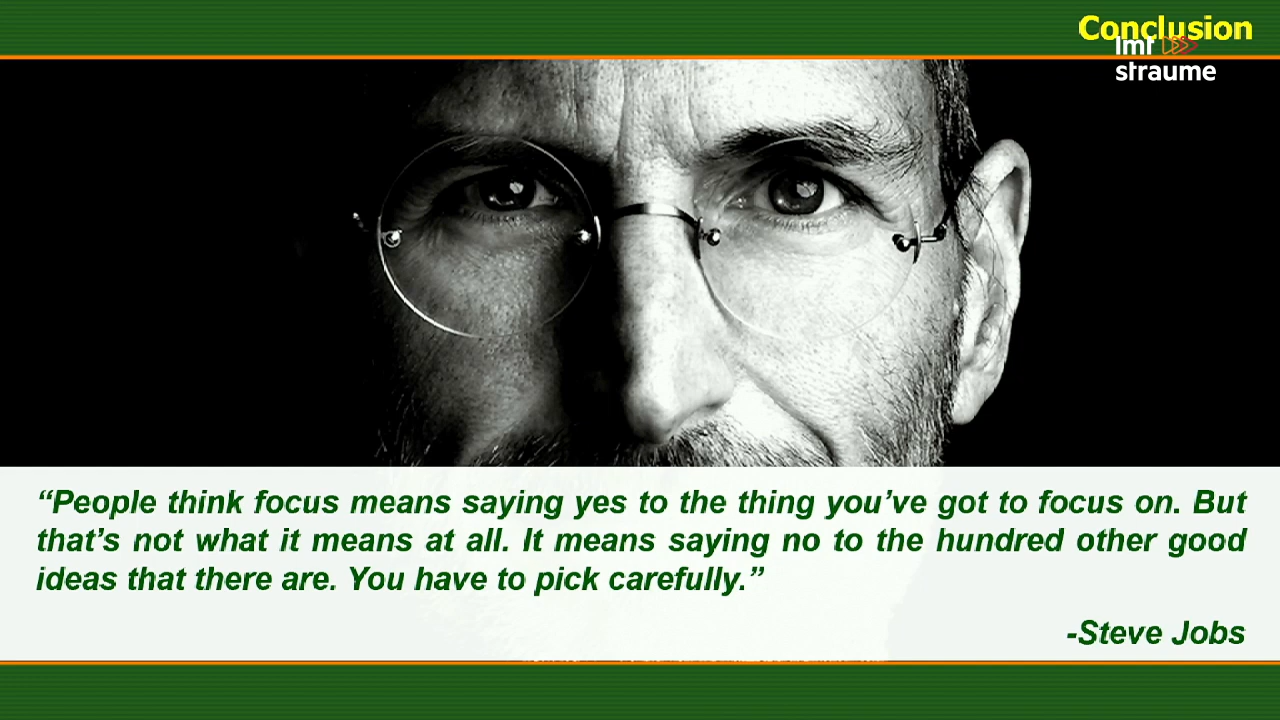 Conclusion
lmt
straume
“People think focus means saying yes to the thing you’ve got to focus on. But
that’s not what it means at all. It means saying no to the hundred other good
ideas that there are. You have to pick carefully.”
-Steve Jobs